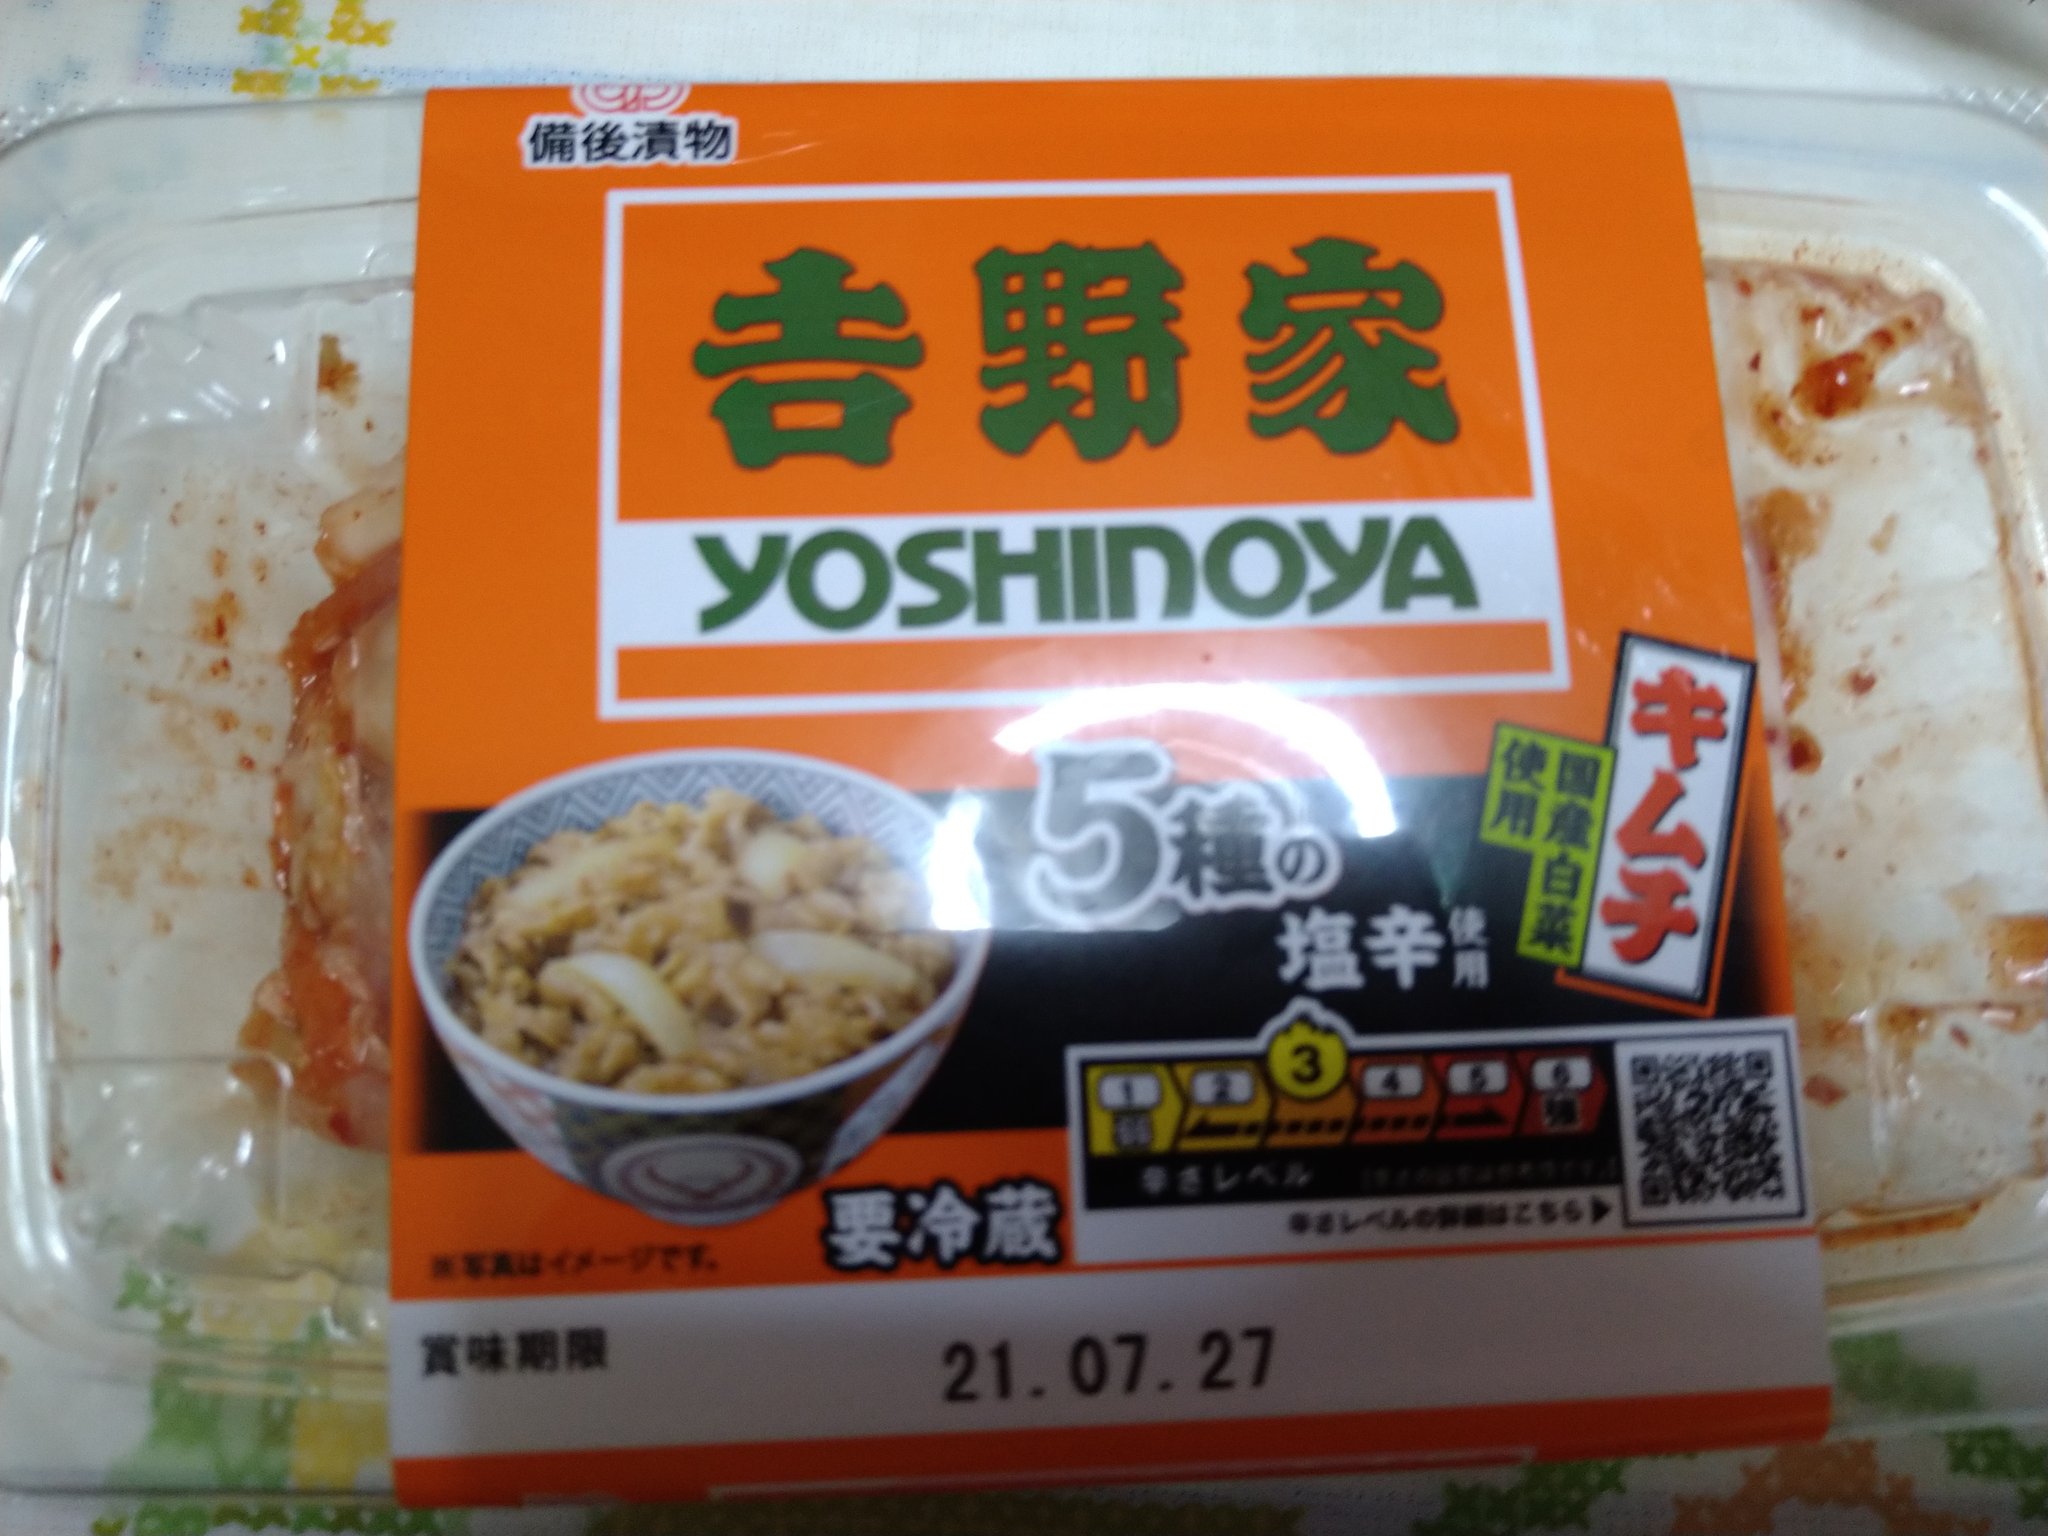 備後漬物
吉野家
YOSHINOYA
キムチ
国産白菜
使用
5種の
塩辛使用
1 2 3 4 5 6
弱 強
辛さレベル
辛さレベルの詳細はこちら
要冷蔵
※写真はイメージです。
賞味期限 21.07.27